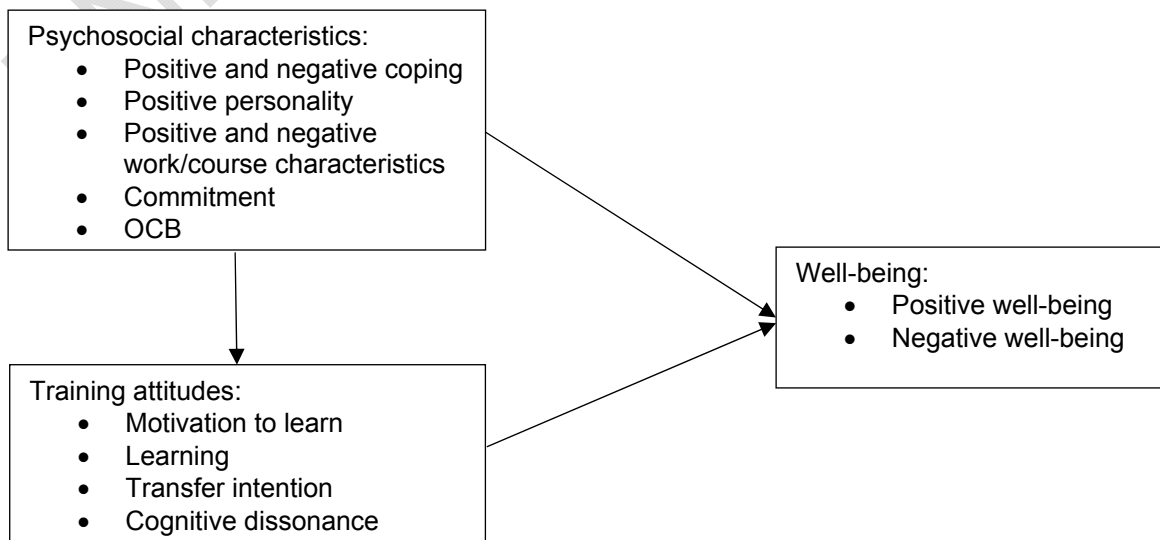 Psychosocial characteristics:
• Positive and negative coping
• Positive personality
• Positive and negative
work/course characteristics
• Commitment
• OCB
Well-being:
• Positive well-being
• Negative well-being
Training attitudes:
• Motivation to learn
• Learning
• Transfer intention
• Cognitive dissonance